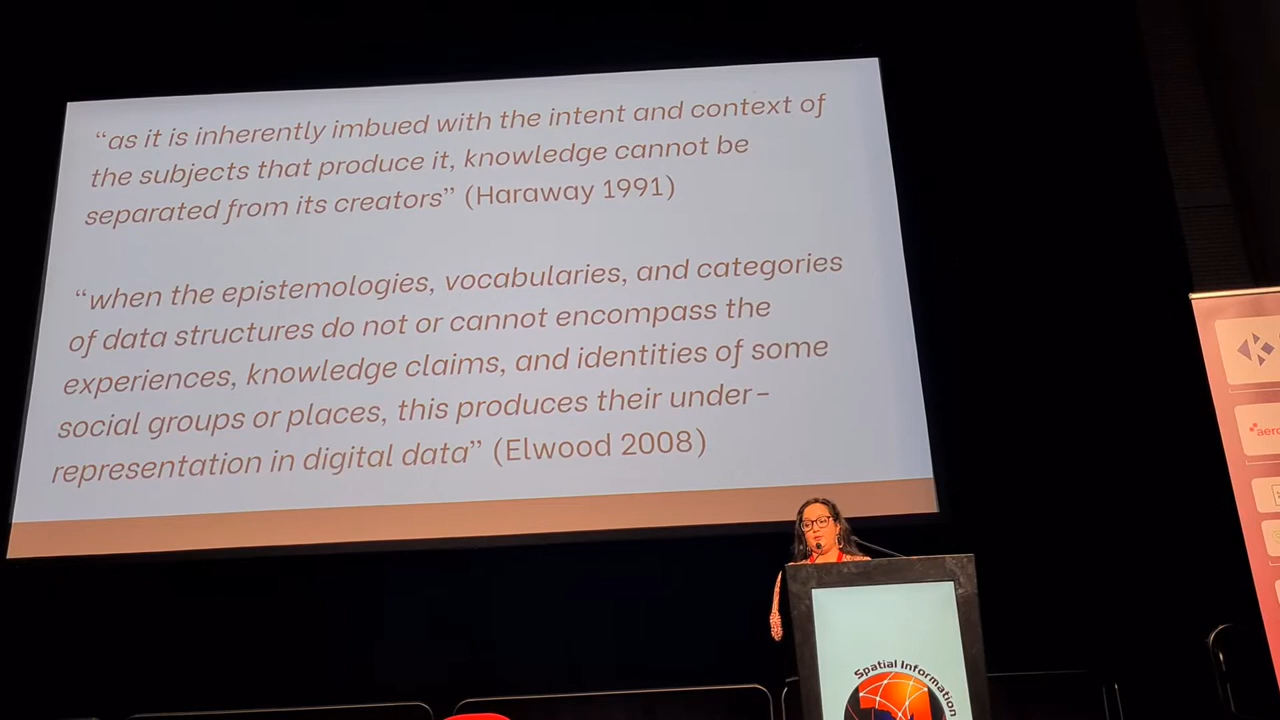 “as it is inherently imbued with the intent and context of
the subjects that produce it, knowledge cannot be
separated from its creators” (Haraway 1991)
“when the epistemologies, vocabularies, and categories
of data structures do not or cannot encompass the
experiences, knowledge claims, and identities of some
social groups or places, this produces their under-
representation in digital data” (Elwood 2008)
Spatial Information